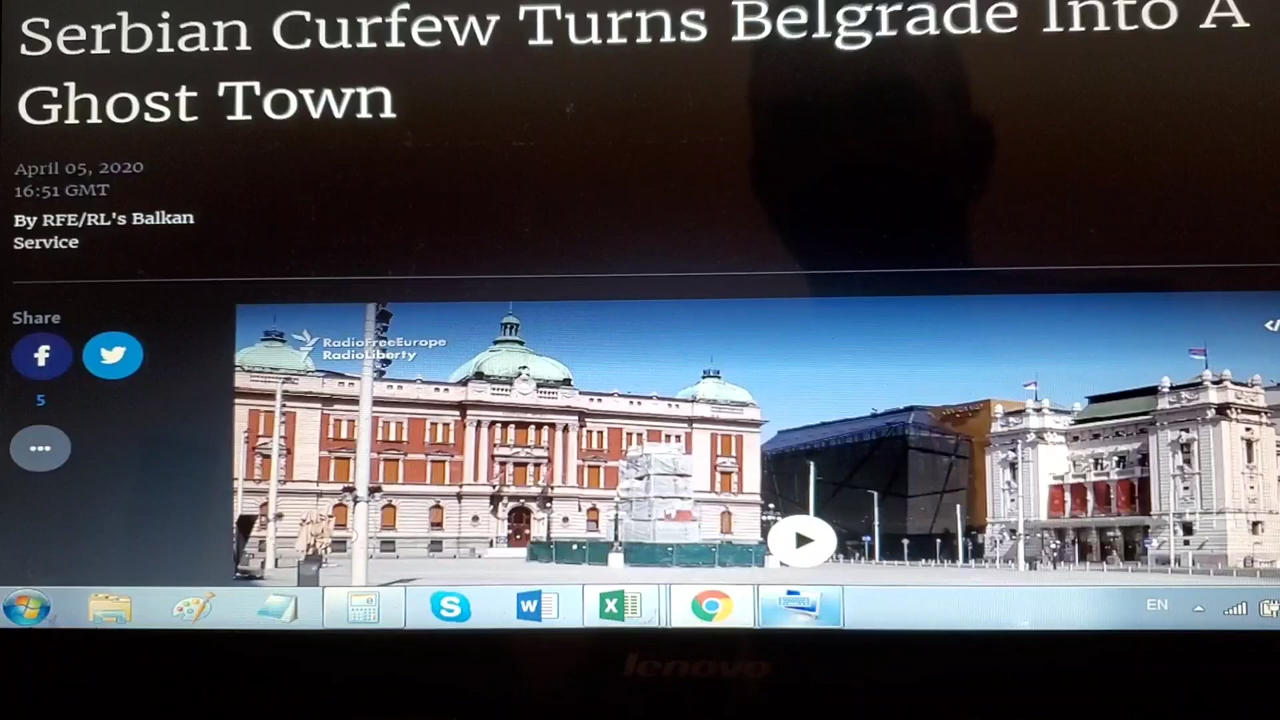 Serbian Curfew Turns Belgrade Into A
Ghost Town
April 05, 2020
16:51 GMT
By RFE/RL's Balkan
Service
Share
5
RadioFreeEurope
RadioLiberty
EN
lenovo